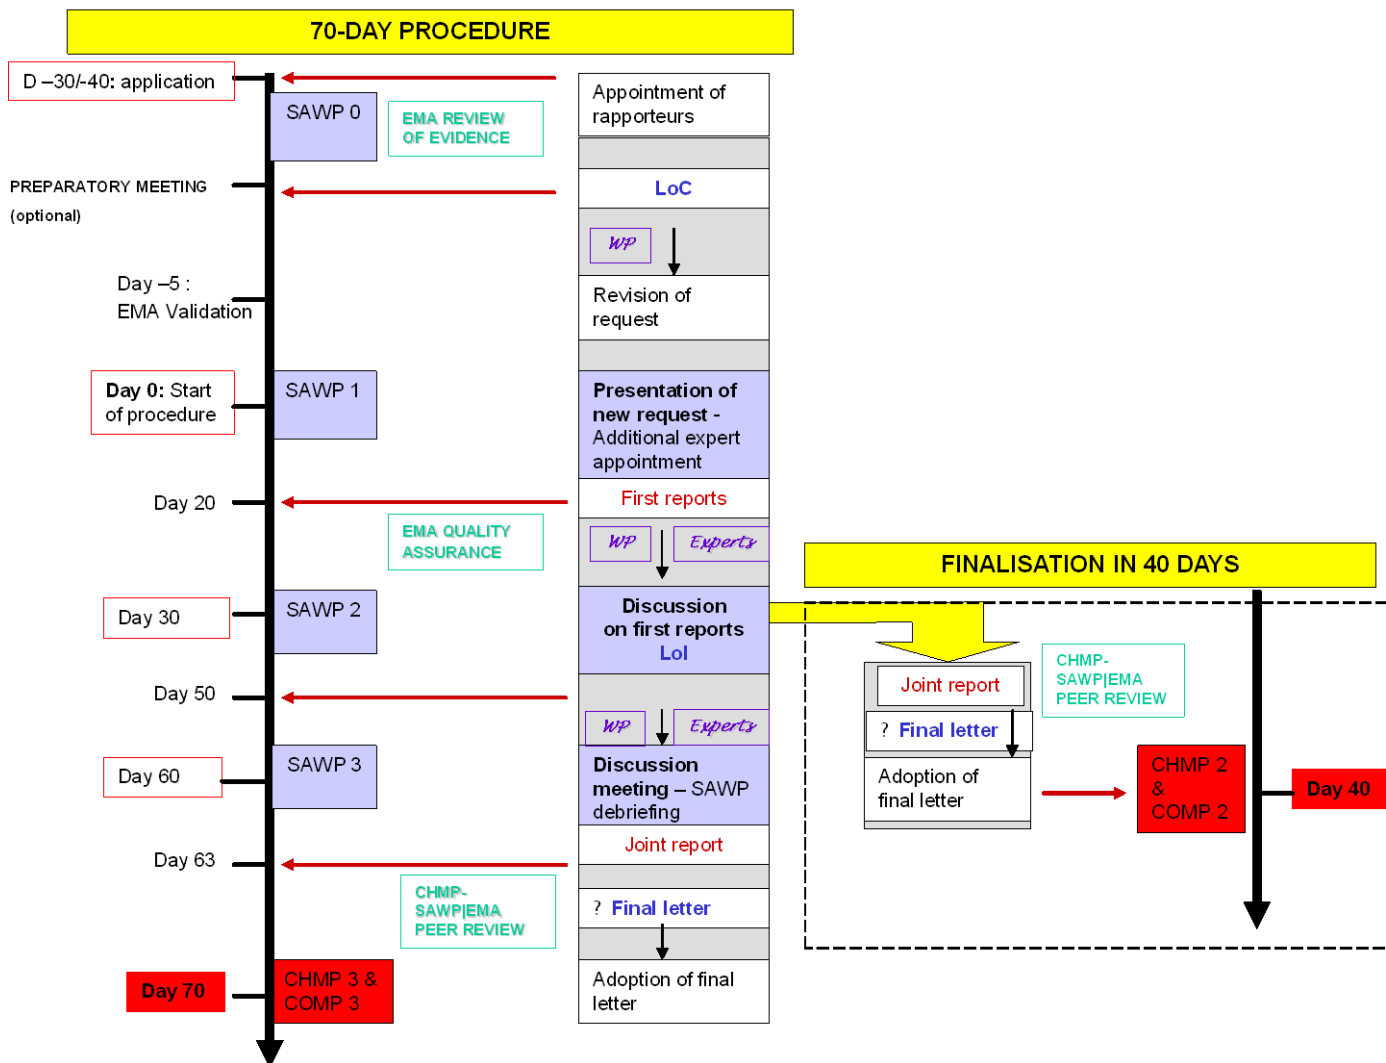 70-DAY PROCEDURE
D –30/-40: application
SAWP 0
EMA REVIEW
OF EVIDENCE
Appointment of
rapporteurs
PREPARATORY MEETING
(optional)
LoC
WP
Day –5 :
EMA Validation
Revision of
request
Day 0: Start
of procedure
SAWP 1
Presentation of
new request -
Additional expert
appointment
Day 20
First reports
EMA QUALITY
ASSURANCE
WP
Experts
Day 30
SAWP 2
Discussion
on first reports
LoI
Day 50
WP
Experts
Day 60
SAWP 3
Discussion
meeting – SAWP
debriefing
Day 63
Joint report
CHMP-
SAWP|EMA
PEER REVIEW
? Final letter
Day 70
CHMP 3 &
COMP 3
Adoption of final
letter
FINALISATION IN 40 DAYS
Joint report
CHMP-
SAWP|EMA
PEER REVIEW
? Final letter
Adoption of
final letter
CHMP 2
&
COMP 2
Day 40